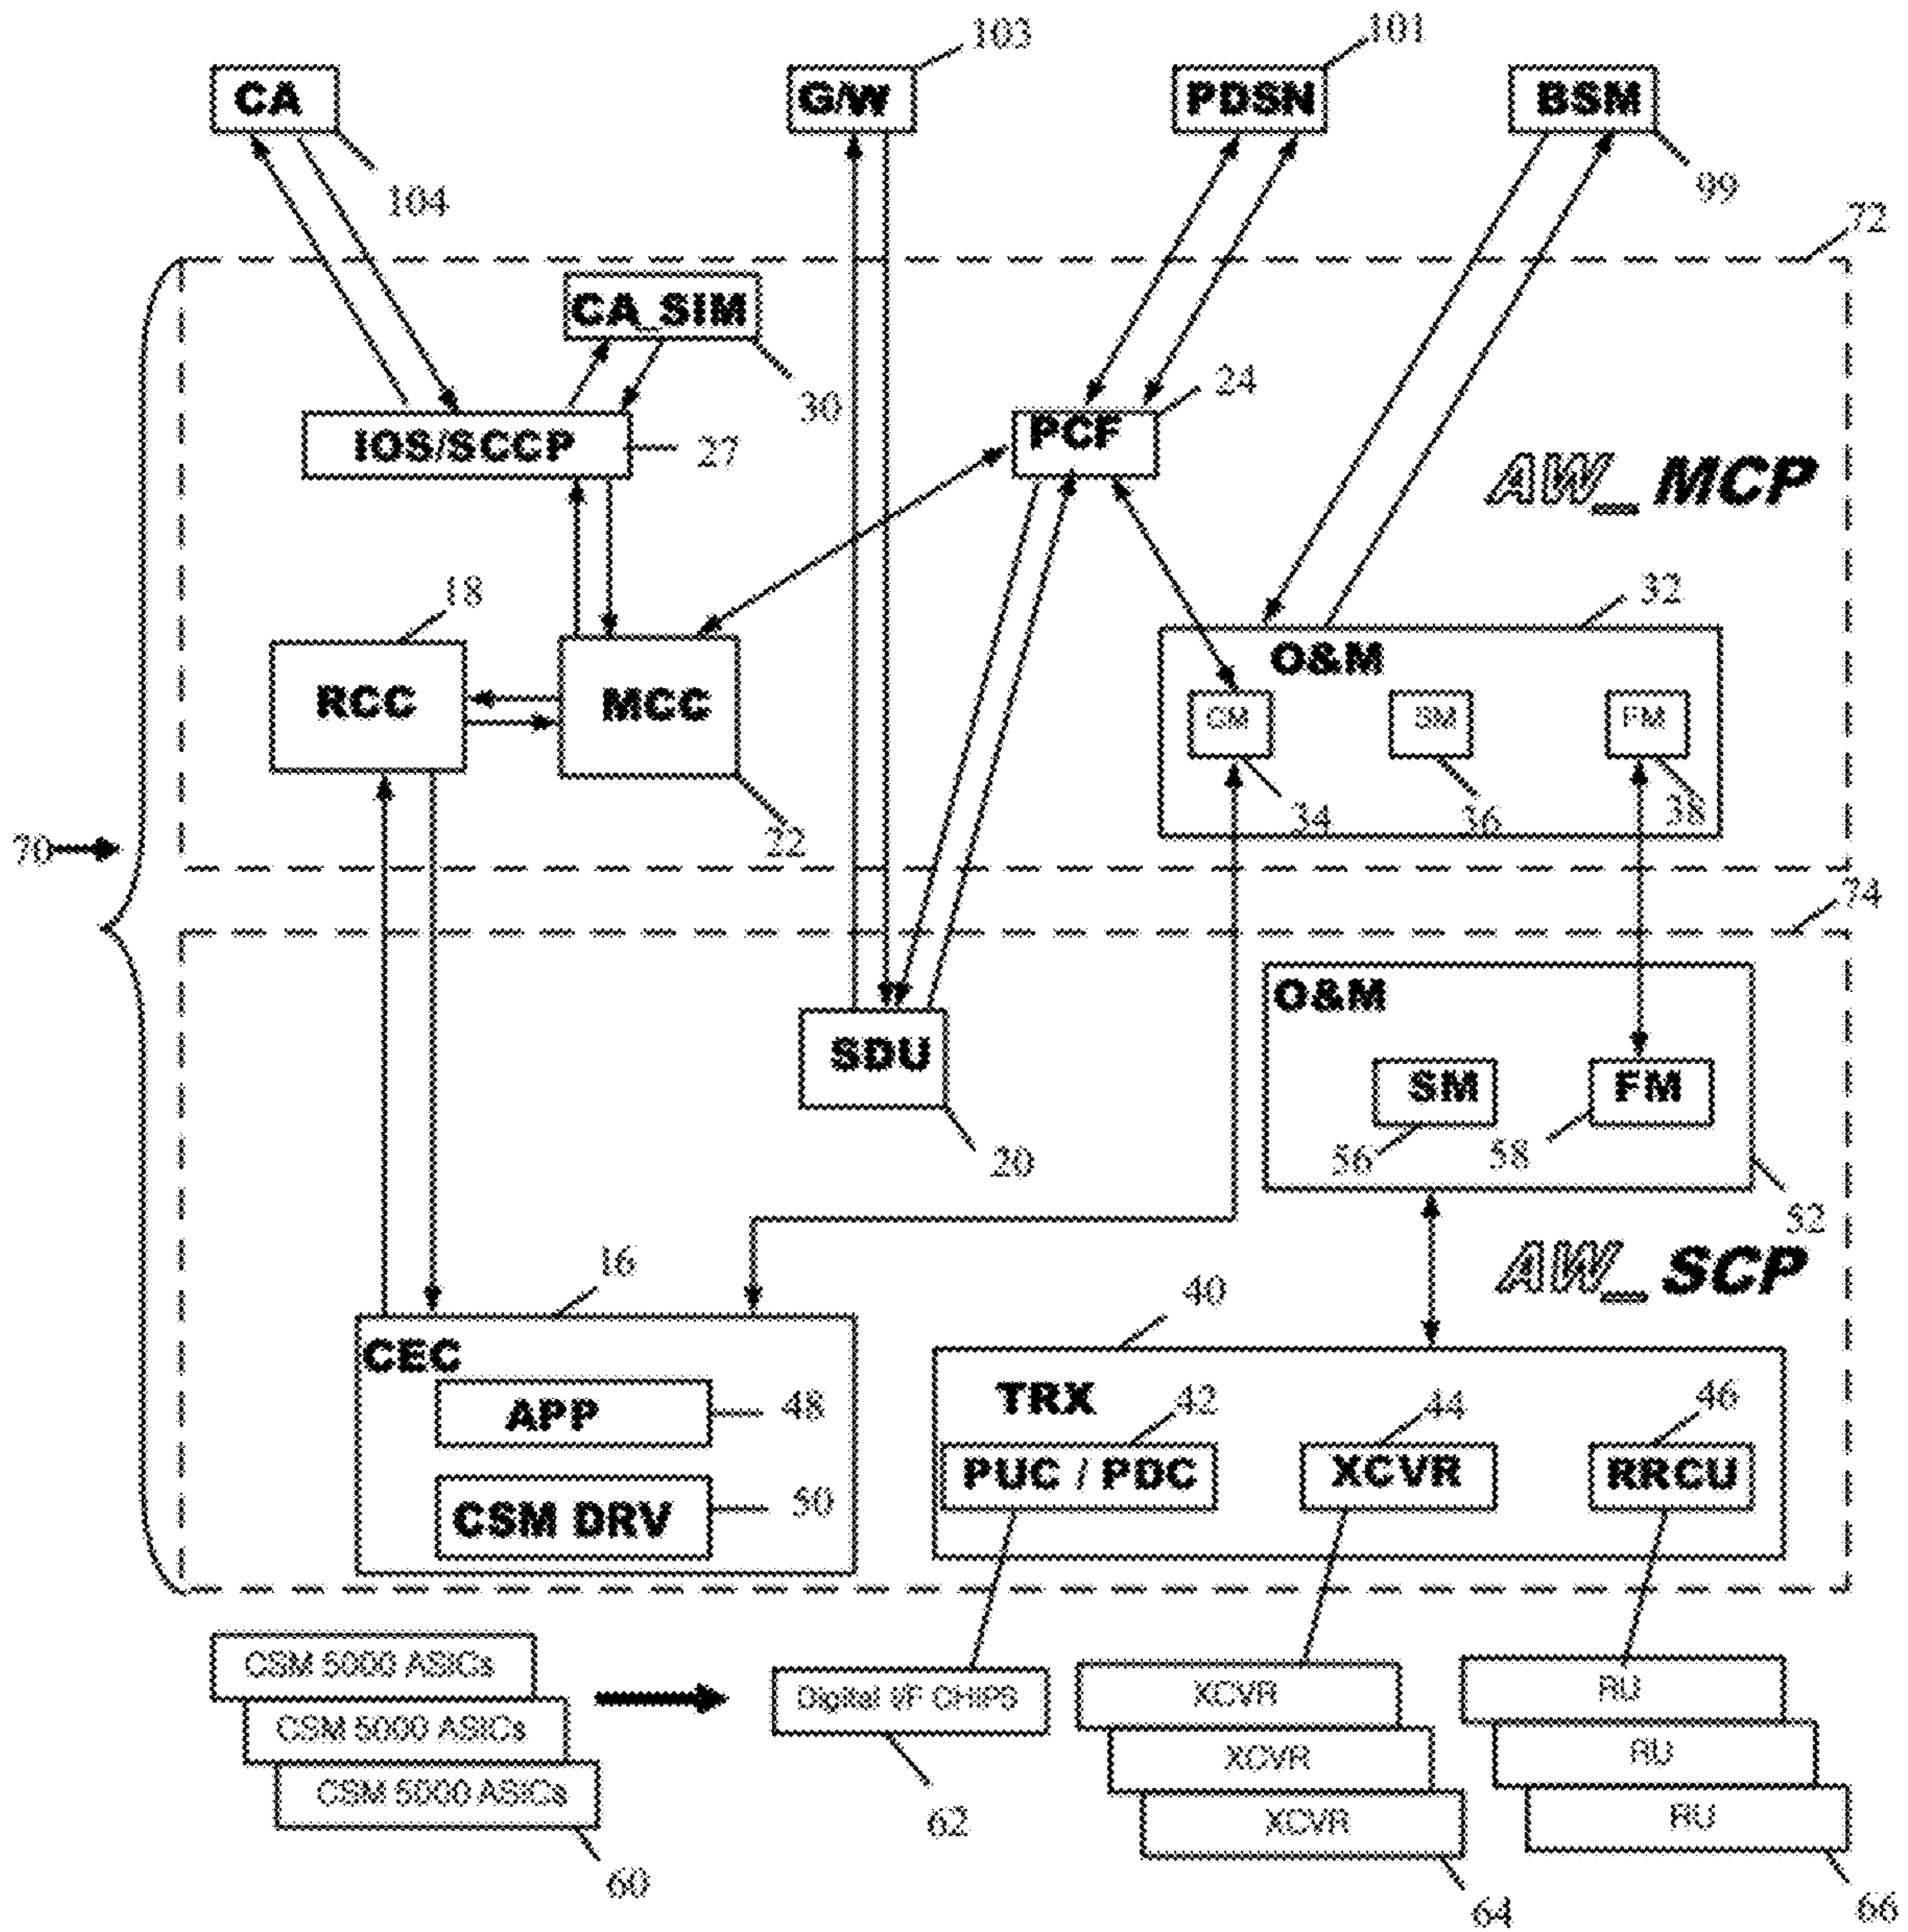 103
101
CA
G/W
PDSN
BSM
104
99
72
CA_SIM
30
24
IOS/SCCP
27
PCF
AW_MCP
18
32
RCC
MCC
O&M
SM
FM
34
36
38
22
70
74
O&M
SDU
SM
FM
20
56
58
52
AW_SCP
16
40
CEC
TRX
APP
48
42
44
46
PUC / PDC
XCVR
RRCU
CSM DRV
50
CSM 5000 ASICs
CSM 5000 ASICs
CSM 5000 ASICs
Digital I/F CHIPS
XCVR
XCVR
XCVR
RU
RU
RU
62
60
64
66